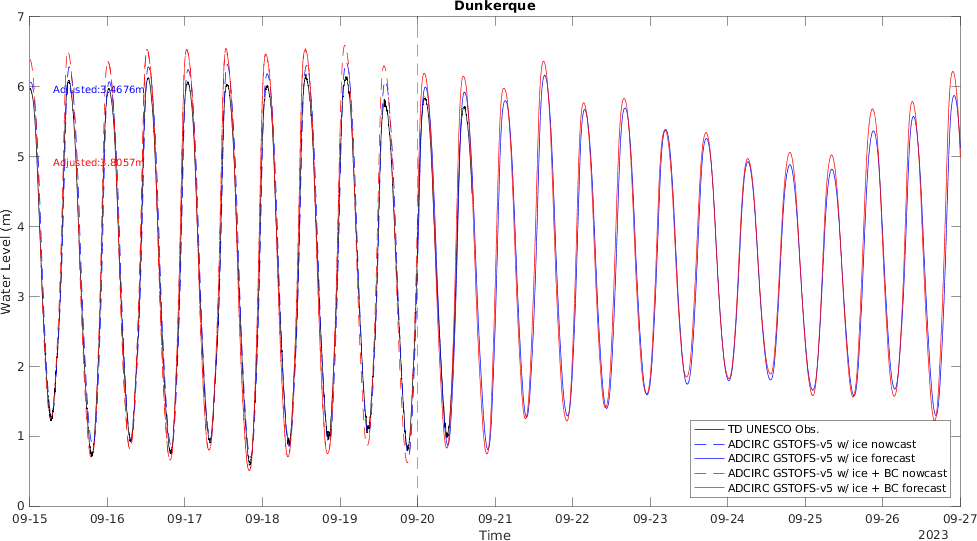 Dunkerque
7
6
5
4
3
2
1
0
Water Level (m)
Adjusted:3.4676m
Adjusted:3.8057m
TD UNESCO Obs.
ADCIRC GSTOFS-v5 w/ ice nowcast
ADCIRC GSTOFS-v5 w/ ice forecast
ADCIRC GSTOFS-v5 w/ ice + BC nowcast
ADCIRC GSTOFS-v5 w/ ice + BC forecast
09-15 09-16 09-17 09-18 09-19 09-20 09-21 09-22 09-23 09-24 09-25 09-26 09-27
Time
2023